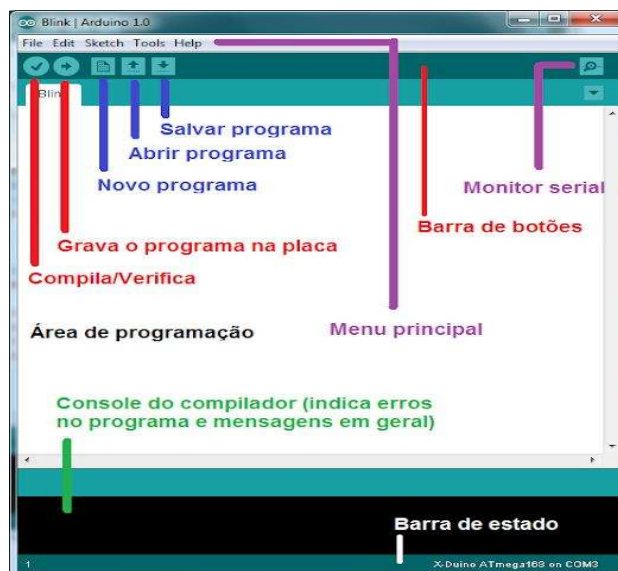 Blink | Arduino 1.0
File Edit Sketch Tools Help
Blink
Salvar programa
Abrir programa
Novo programa
Monitor serial
Barra de botões
Grava o programa na placa
Compila/Verifica
Área de programação
Menu principal
Console do compilador (indica erros
no programa e mensagens em geral)
Barra de estado
1
X-Duino ATmega168 on COM3